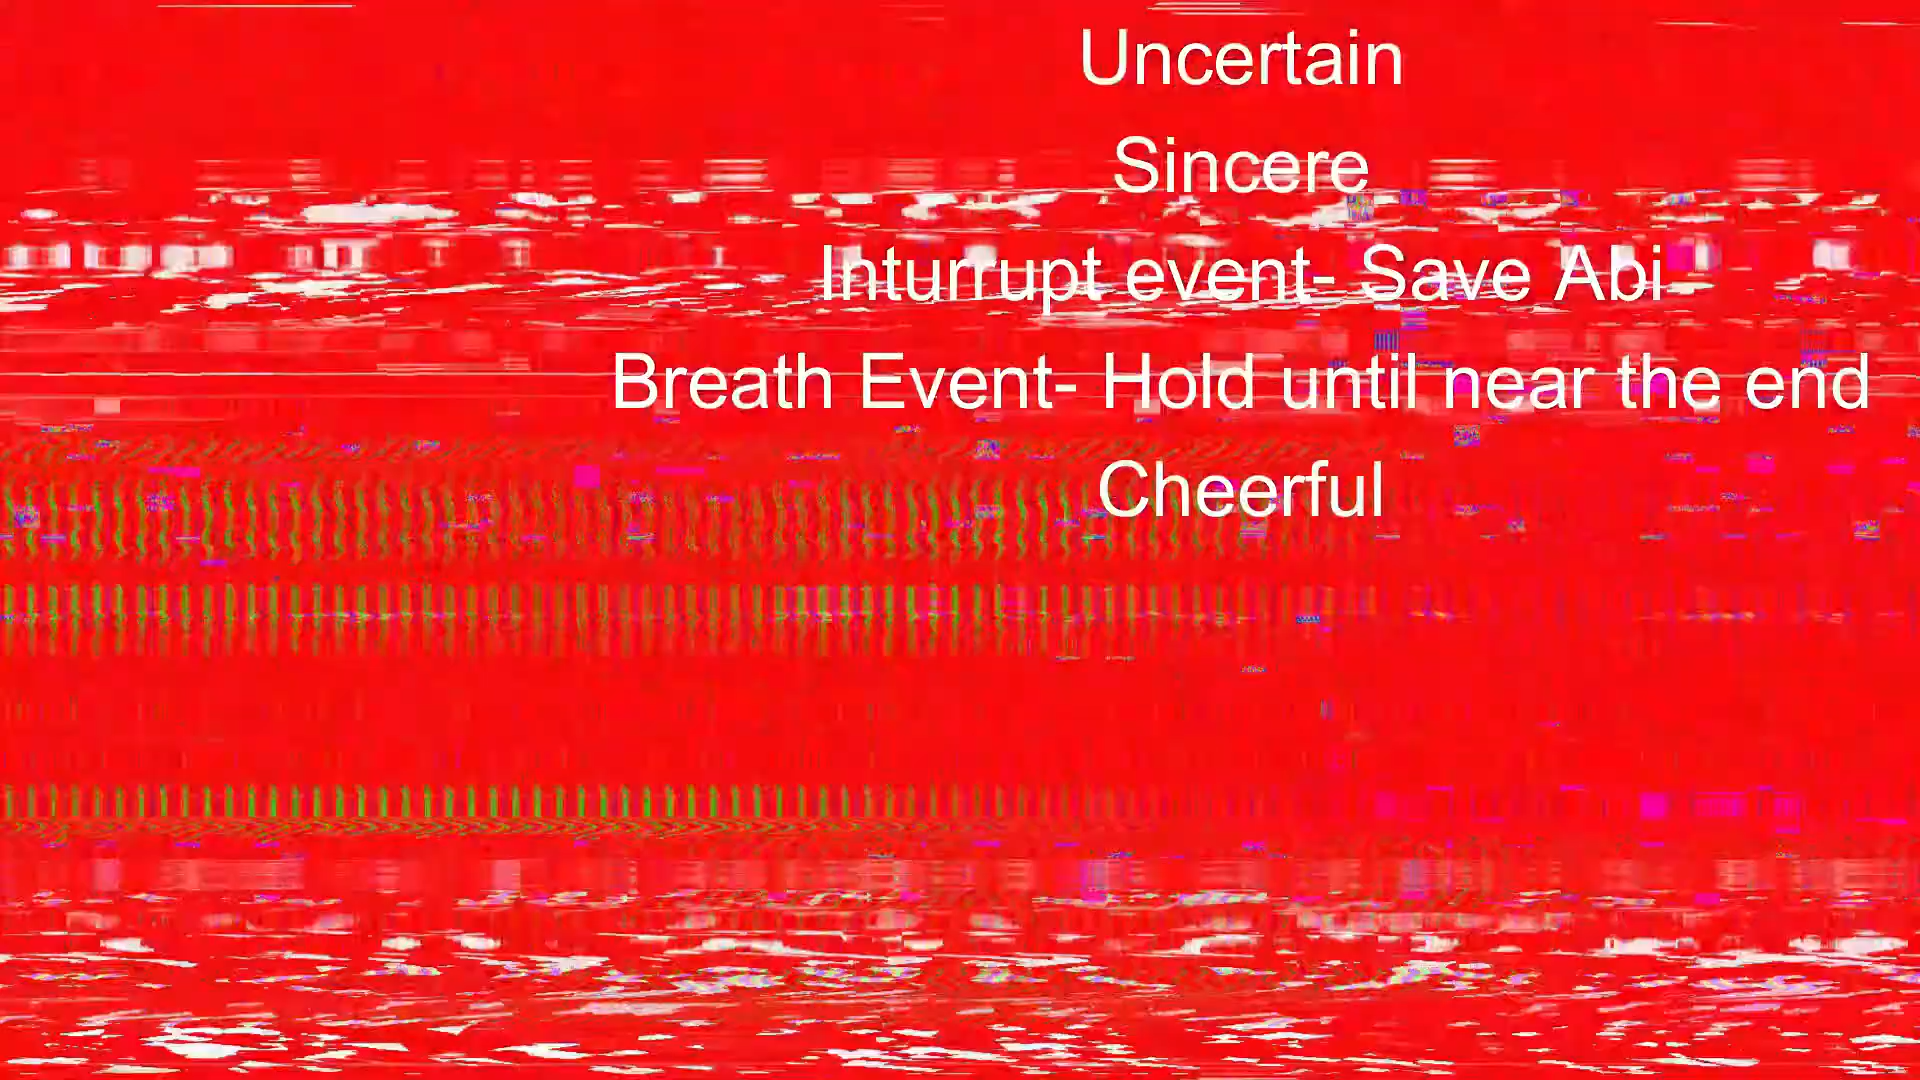 Uncertain
Sincere
Inturrupt event- Save Abi
Breath Event- Hold until near the end
Cheerful